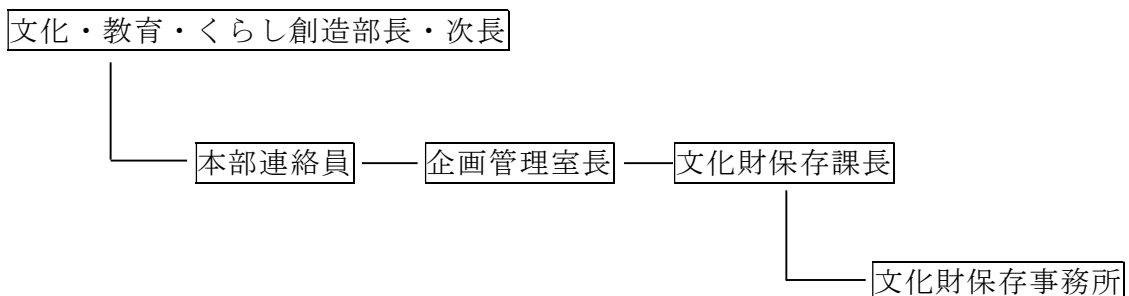 文化・教育・くらし創造部長・次長
本部連絡員
企画管理室長
文化財保存課長
文化財保存事務所